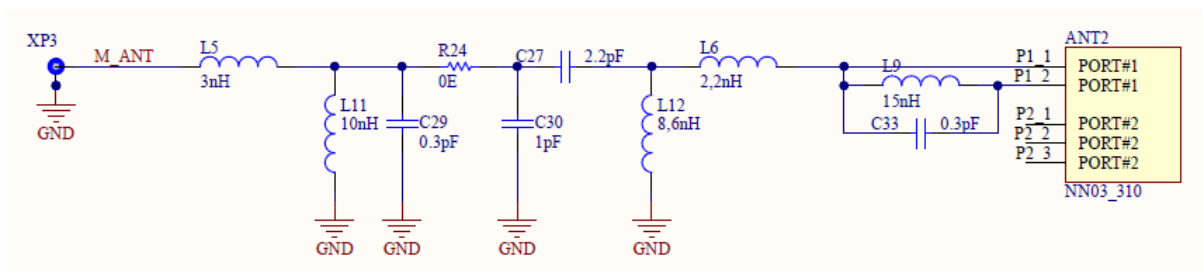 XP3
M_ANT
GND
L5
3nH
L11
10nH
GND
C29
0.3pF
GND
R24
0E
C27
2.2pF
C30
1pF
GND
L12
8,6nH
GND
L6
2,2nH
L9
15nH
C33
0.3pF
ANT2
P1_1
PORT#1
P1_2
PORT#1
P2_1
PORT#2
P2_2
PORT#2
P2_3
PORT#2
NN03_310